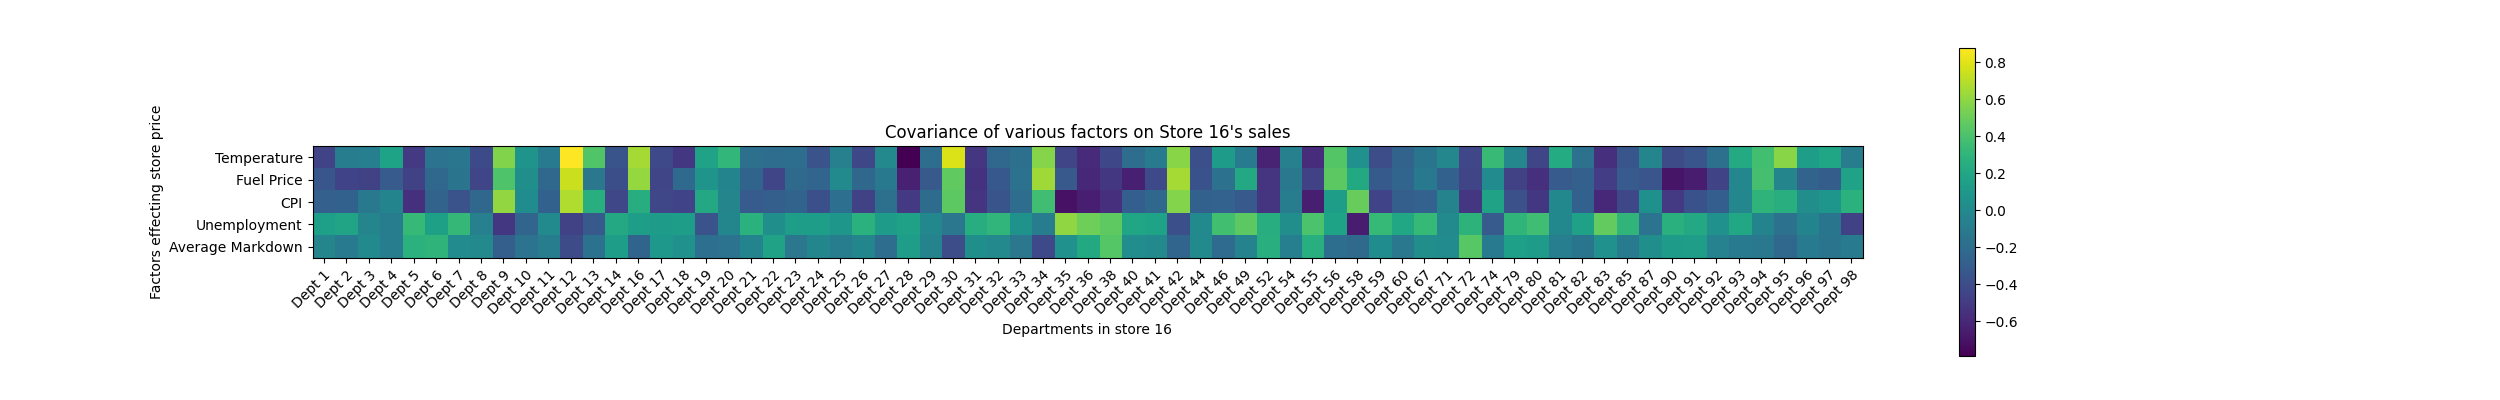 Covariance of various factors on Store 16's sales
Factors effecting store price
Temperature
Fuel Price
CPI
Unemployment
Average Markdown
Dept 1
Dept 2
Dept 3
Dept 4
Dept 5
Dept 6
Dept 7
Dept 8
Dept 9
Dept 10
Dept 11
Dept 12
Dept 13
Dept 14
Dept 16
Dept 17
Dept 18
Dept 19
Dept 20
Dept 21
Dept 22
Dept 23
Dept 24
Dept 25
Dept 26
Dept 27
Dept 28
Dept 29
Dept 30
Dept 31
Dept 32
Dept 33
Dept 34
Dept 35
Dept 36
Dept 38
Dept 40
Dept 41
Dept 42
Dept 44
Dept 46
Dept 49
Dept 52
Dept 54
Dept 55
Dept 56
Dept 58
Dept 59
Dept 60
Dept 67
Dept 71
Dept 72
Dept 74
Dept 79
Dept 80
Dept 81
Dept 82
Dept 83
Dept 85
Dept 87
Dept 90
Dept 91
Dept 92
Dept 93
Dept 94
Dept 95
Dept 96
Dept 97
Dept 98
Departments in store 16
0.8
0.6
0.4
0.2
0.0
−0.2
−0.4
−0.6